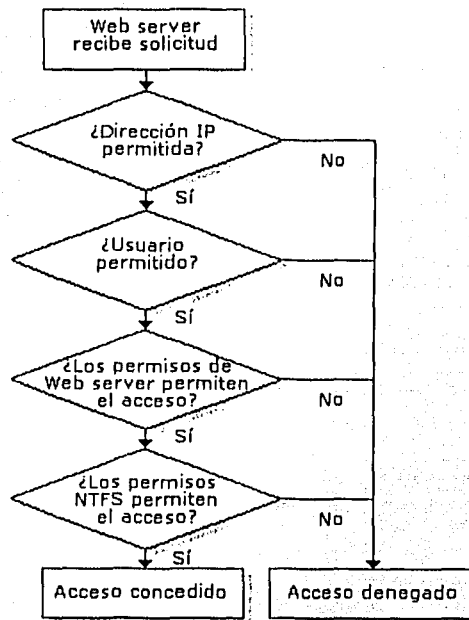 Web server
recibe solicitud
¿Dirección IP
permitida?
No
Sí
¿Usuario
permitido?
No
Sí
¿Los permisos de
Web server permiten
el acceso?
No
Sí
¿Los permisos
NTFS permiten
el acceso?
No
Sí
Acceso concedido
Acceso denegado